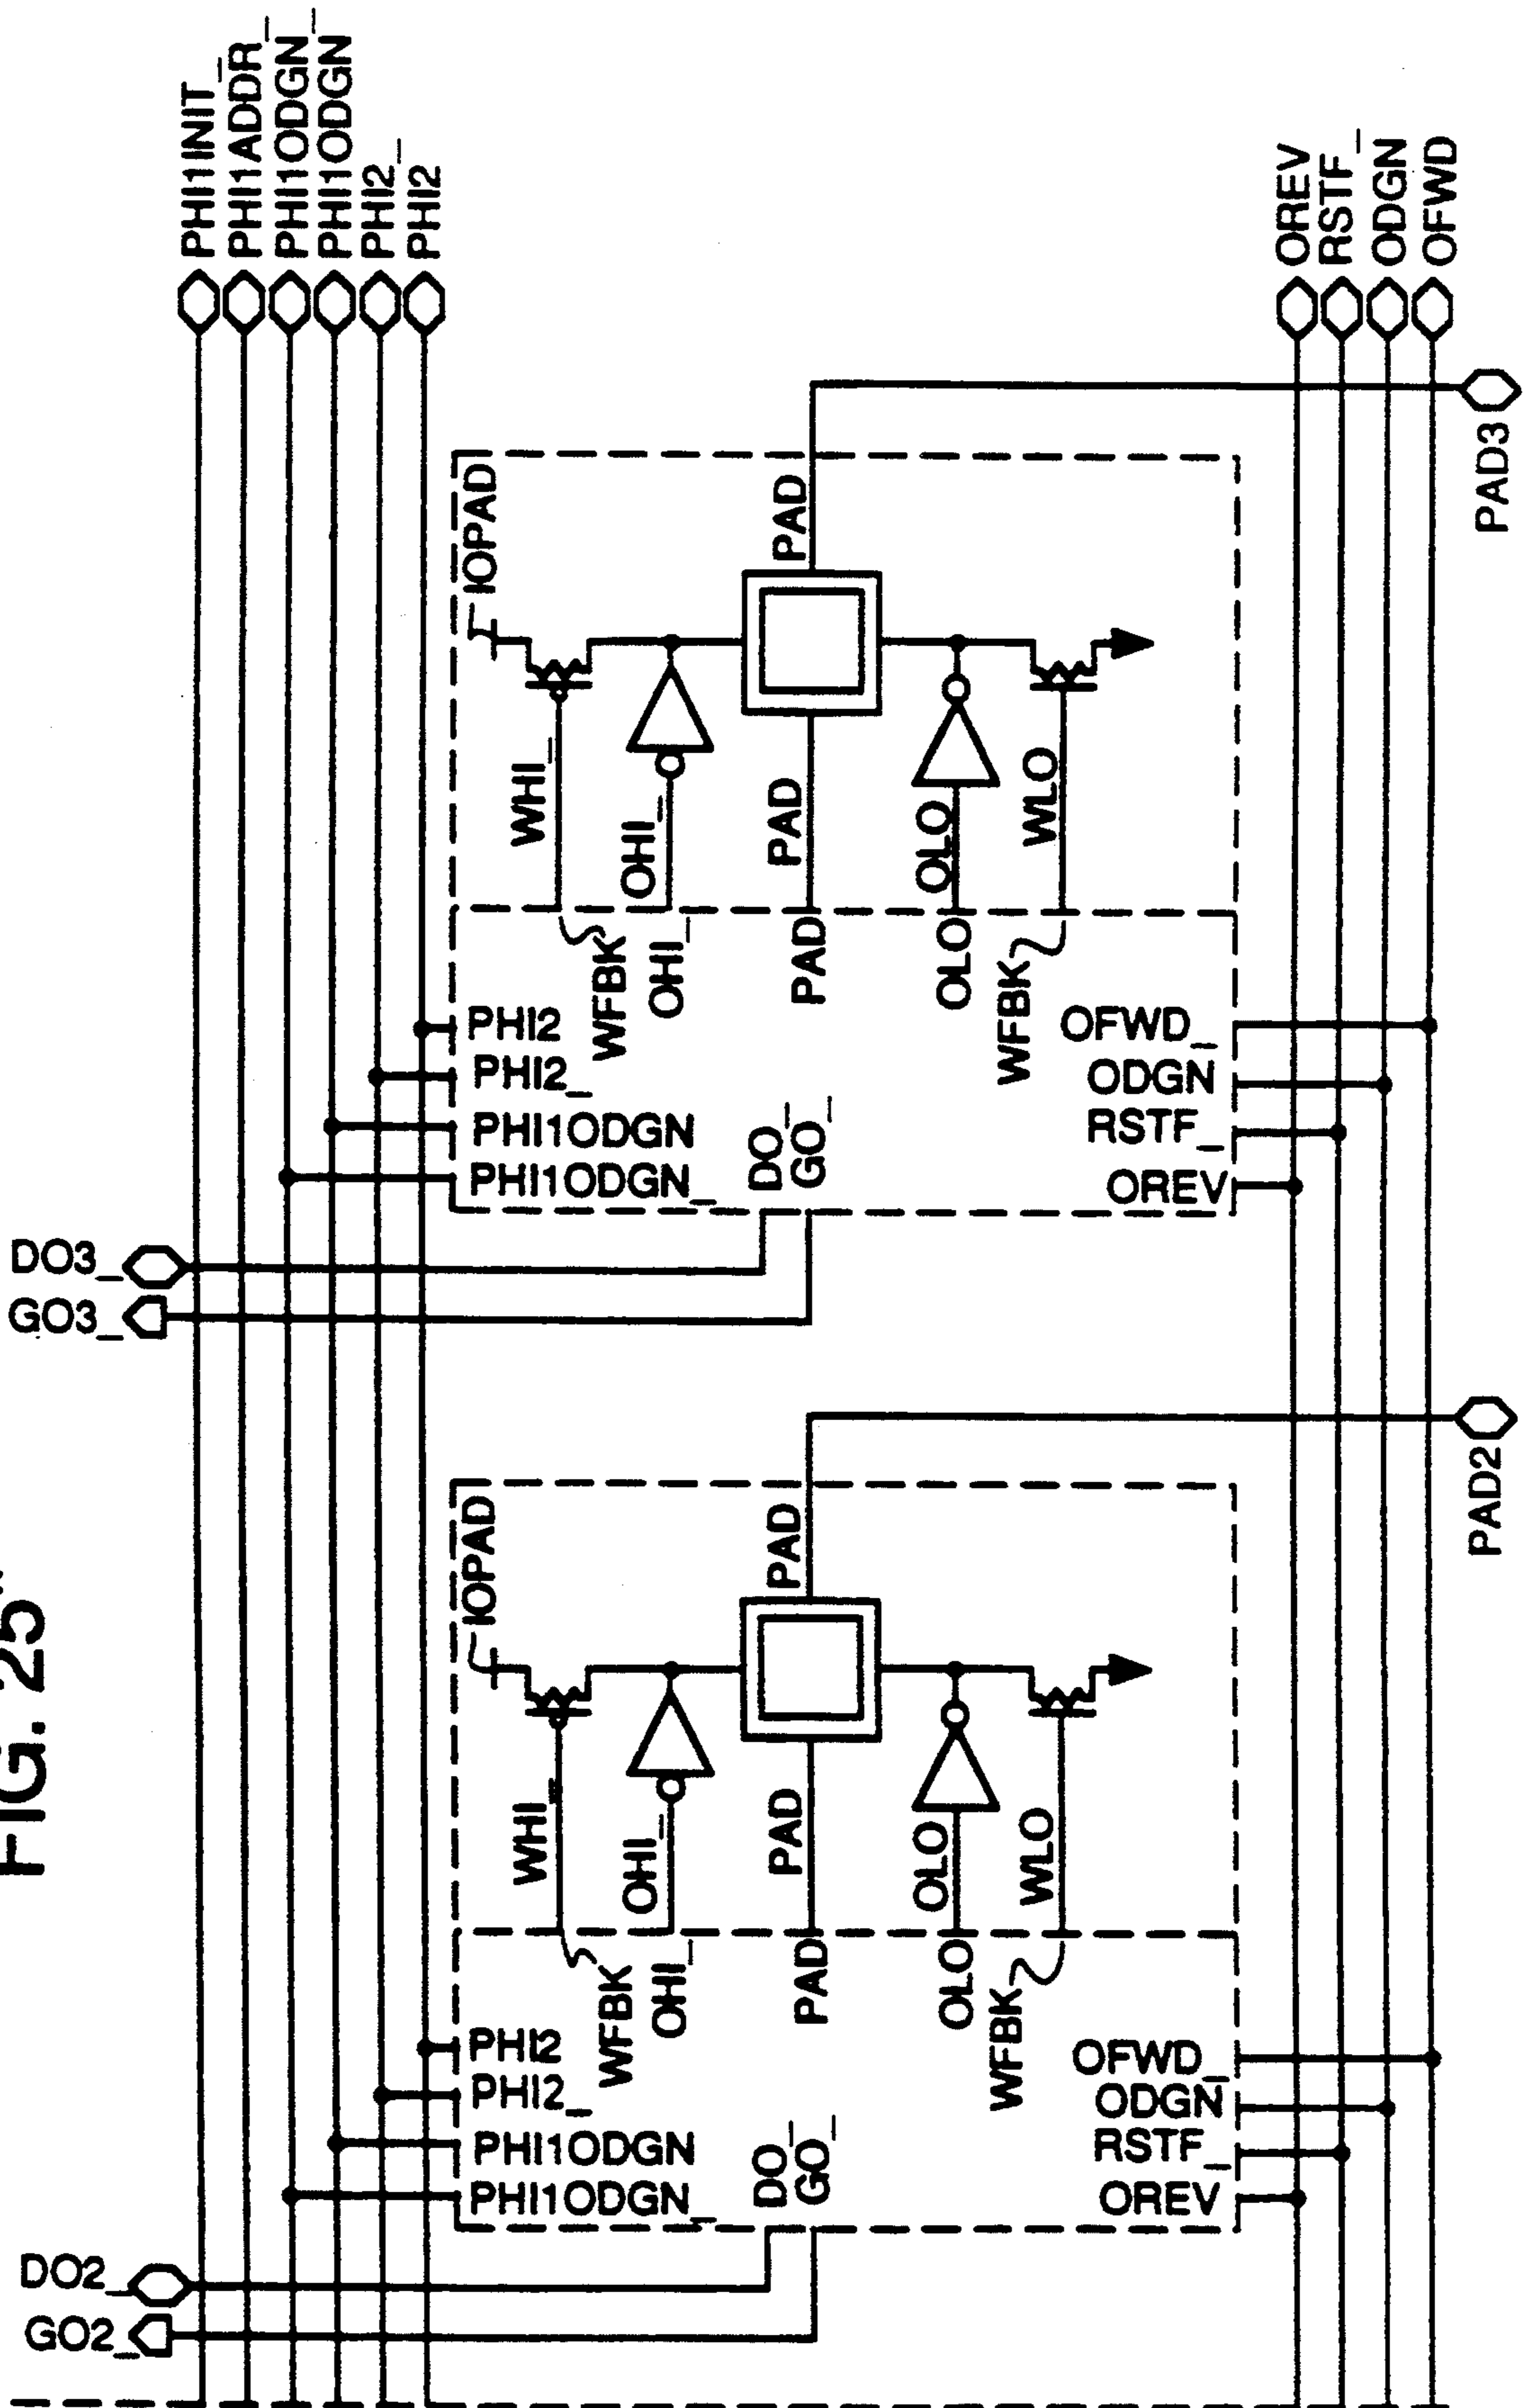 FIG. 25
PHI1INIT_
PHI1ADDR_
PHI1ODGN_
PHI1ODGN
PHI2_
PHI2
OREV
RSTF_
ODGN
OFWD
DO3_
GO3_
IOPAD
WHI_
OHI_
PAD
PAD
OLO
WLO
WFBK
OHI_
PAD
OLO
WFBK
PHI2
PHI2_
PHI1ODGN
PHI1ODGN_
DO_
GO_
OFWD_
ODGN
RSTF_
OREV
PAD3
DO2_
GO2_
IOPAD
WHI_
OHI_
PAD
PAD
OLO
WLO
WFBK
OHI_
PAD
OLO
WFBK
PHI2
PHI2_
PHI1ODGN
PHI1ODGN_
DO_
GO_
OFWD_
ODGN
RSTF_
OREV
PAD2